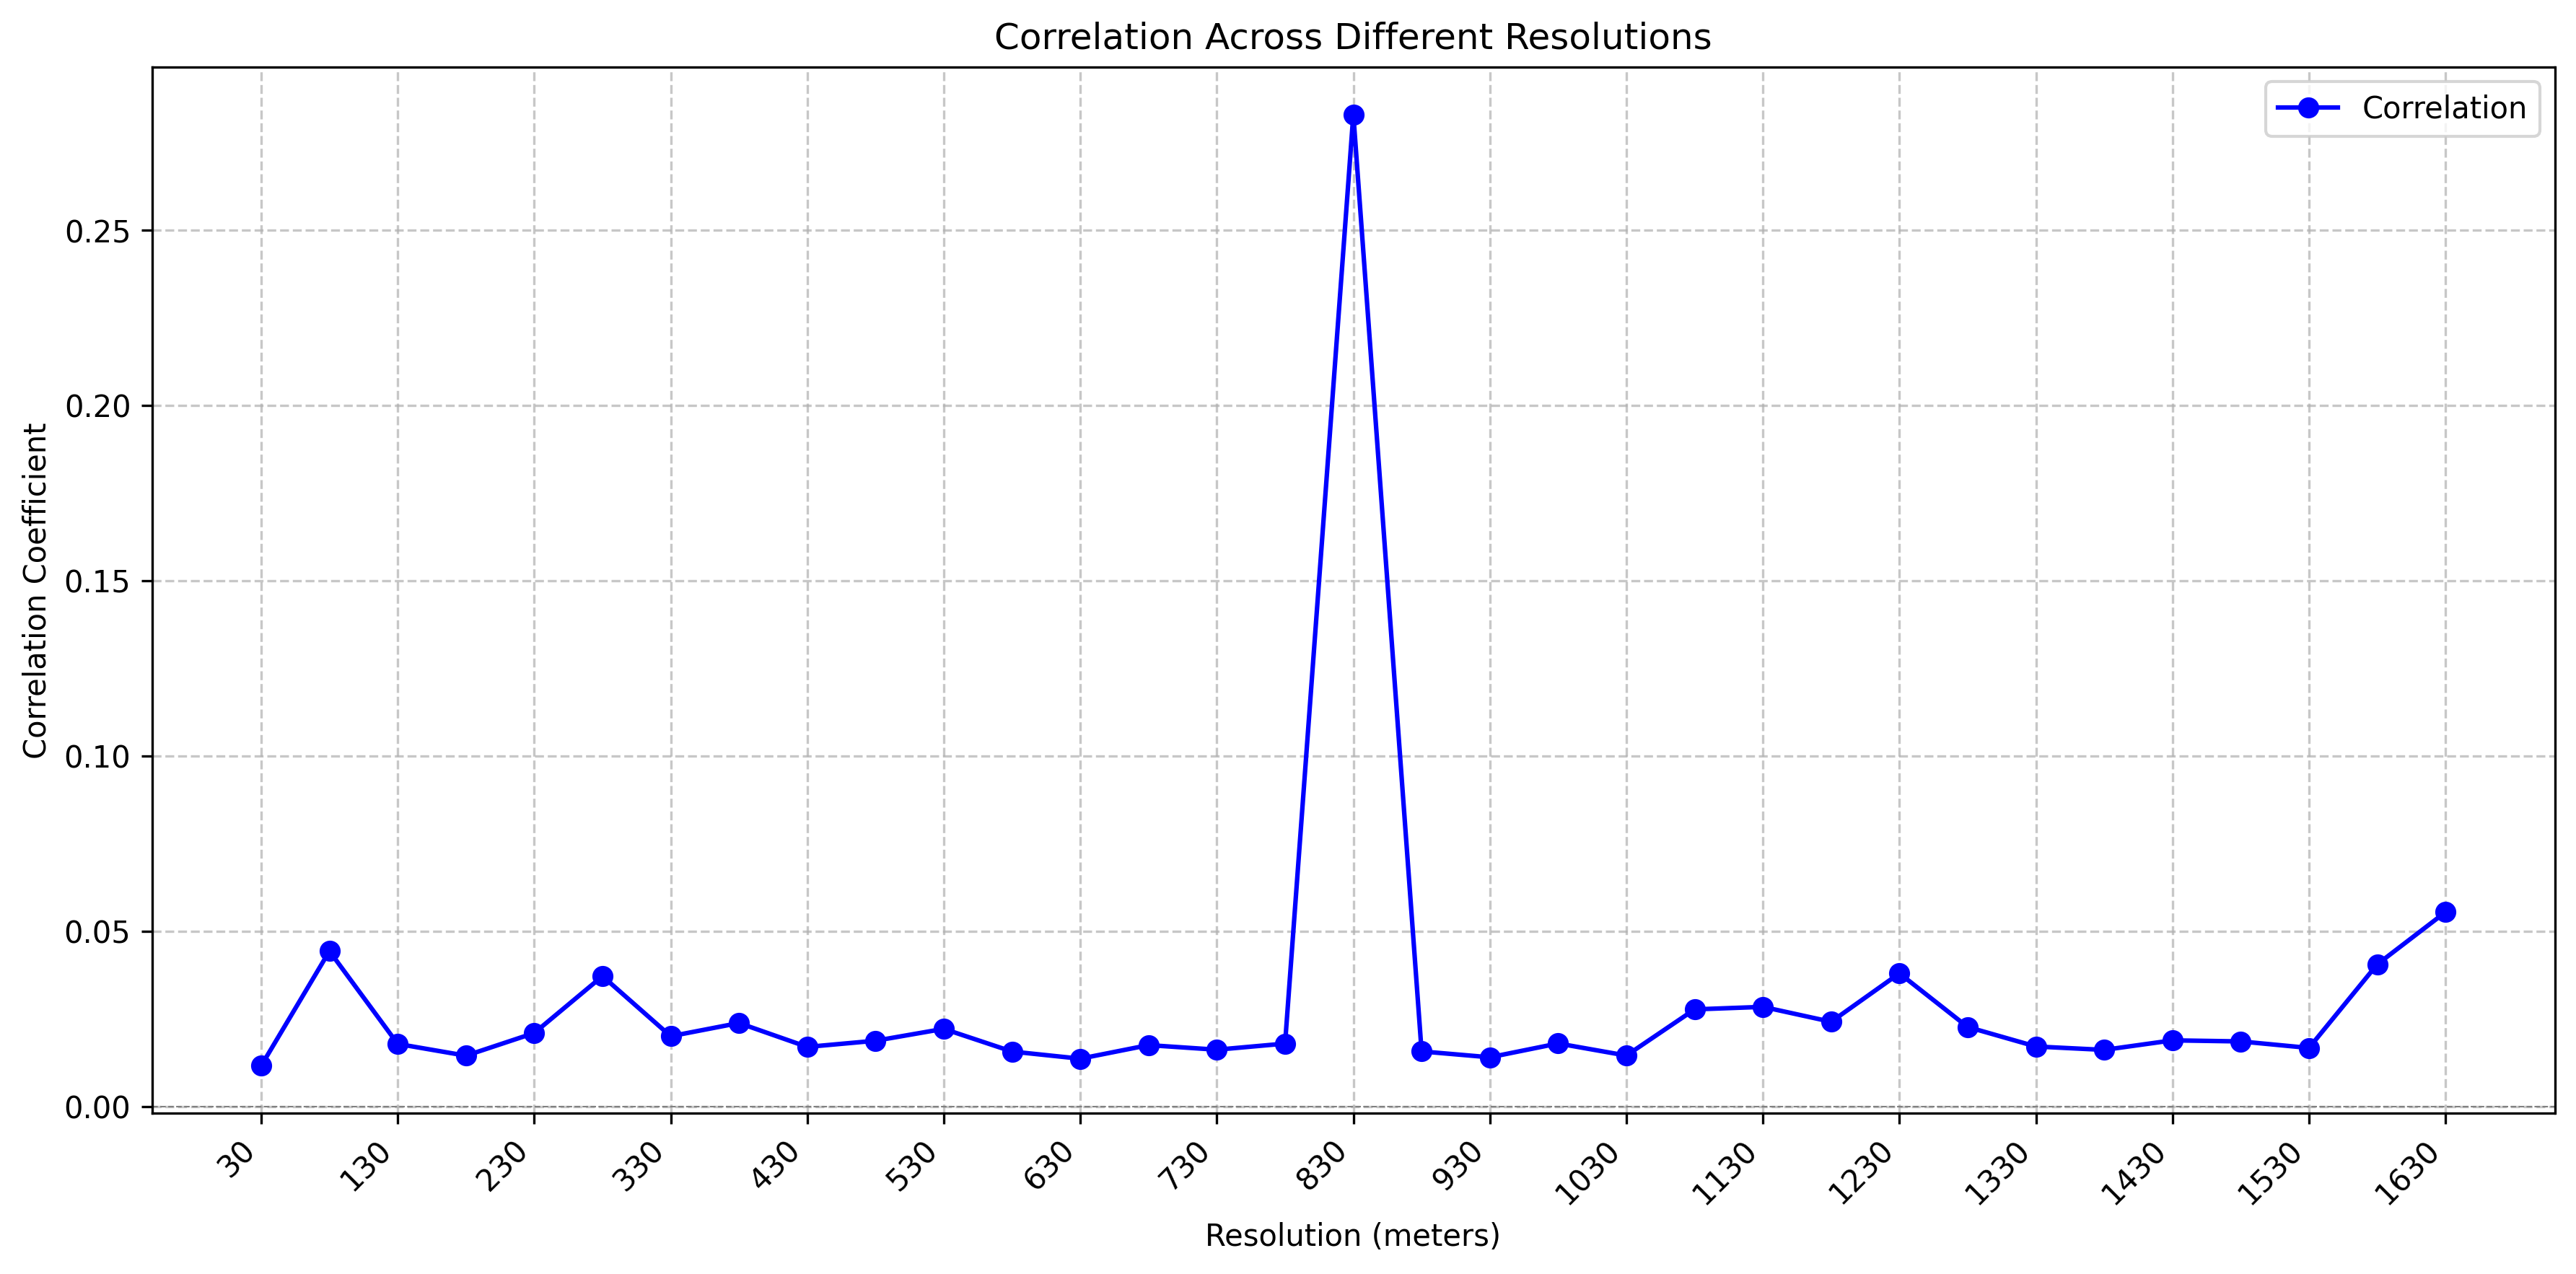 Correlation Across Different Resolutions
Correlation
Correlation Coefficient
0.25
0.20
0.15
0.10
0.05
0.00
30 130 230 330 430 530 630 730 830 930 1030 1130 1230 1330 1430 1530 1630
Resolution (meters)